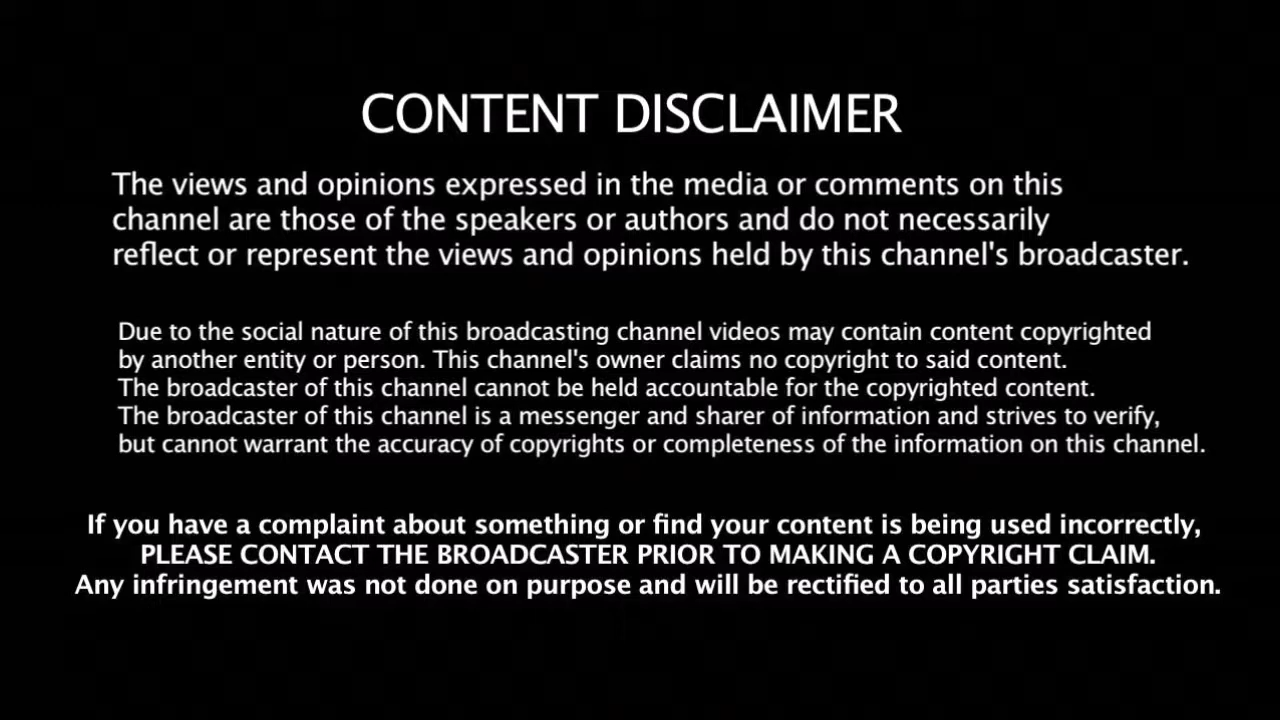 CONTENT DISCLAIMER
The views and opinions expressed in the media or comments on this
channel are those of the speakers or authors and do not necessarily
reflect or represent the views and opinions held by this channel's broadcaster.
Due to the social nature of this broadcasting channel videos may contain content copyrighted
by another entity or person. This channel's owner claims no copyright to said content.
The broadcaster of this channel cannot be held accountable for the copyrighted content.
The broadcaster of this channel is a messenger and sharer of information and strives to verify,
but cannot warrant the accuracy of copyrights or completeness of the information on this channel.
If you have a complaint about something or find your content is being used incorrectly,
PLEASE CONTACT THE BROADCASTER PRIOR TO MAKING A COPYRIGHT CLAIM.
Any infringement was not done on purpose and will be rectified to all parties satisfaction.